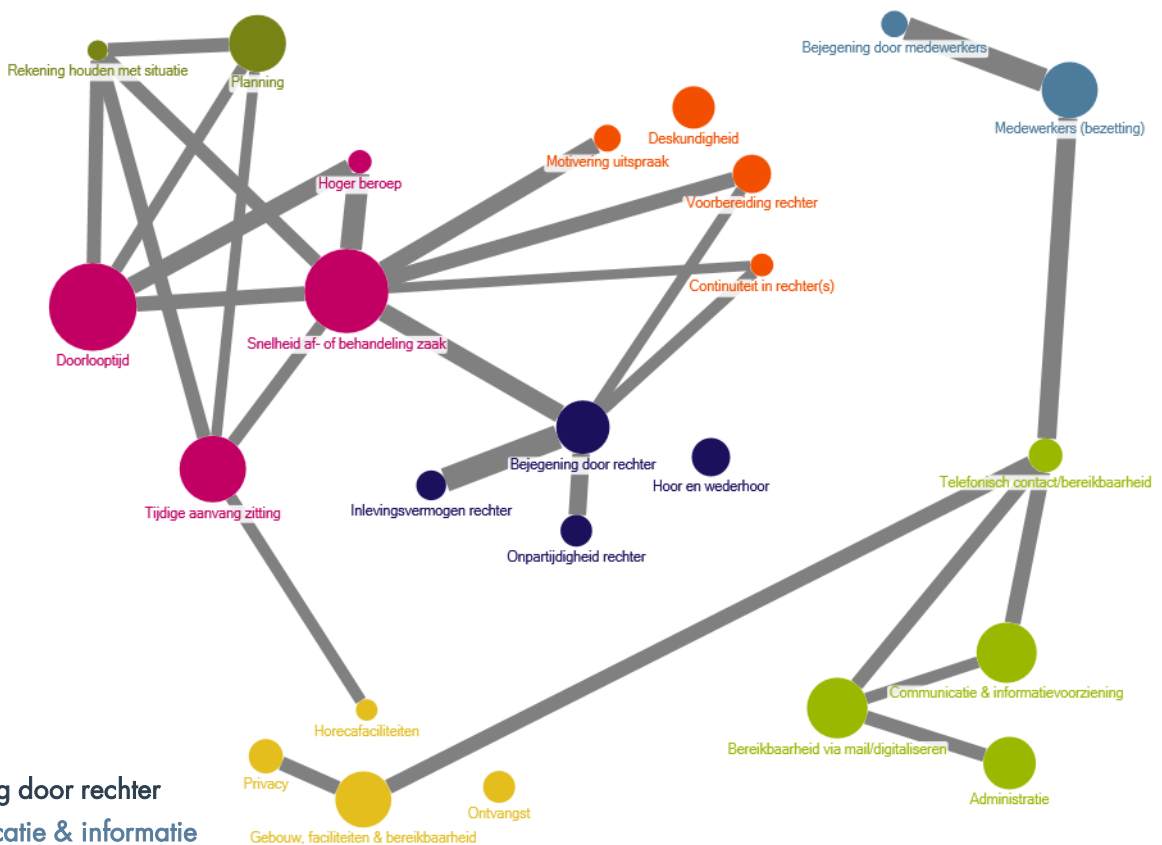 Bejegening door medewerkers
Rekening houden met situatie
Planning
Medewerkers (bezetting)
Deskundigheid
Motivering uitspraak
Hoger beroep
Voorbereiding rechter
Continuiteit in rechter(s)
Snelheid af- of behandeling zaak
Doorlooptijd
Bejegening door rechter
Hoor en wederhoor
Telefonisch contact/bereikbaarheid
Inlevingsvermogen rechter
Tijdige aanvang zitting
Onpartijdigheid rechter
Communicatie & informatievoorziening
Horecafaciliteiten
Bereikbaarheid via mail/digitaliseren
Privacy
g door rechter
Administratie
Ontvangst
catie & informatie
Gebouw, faciliteiten & bereikbaarheid